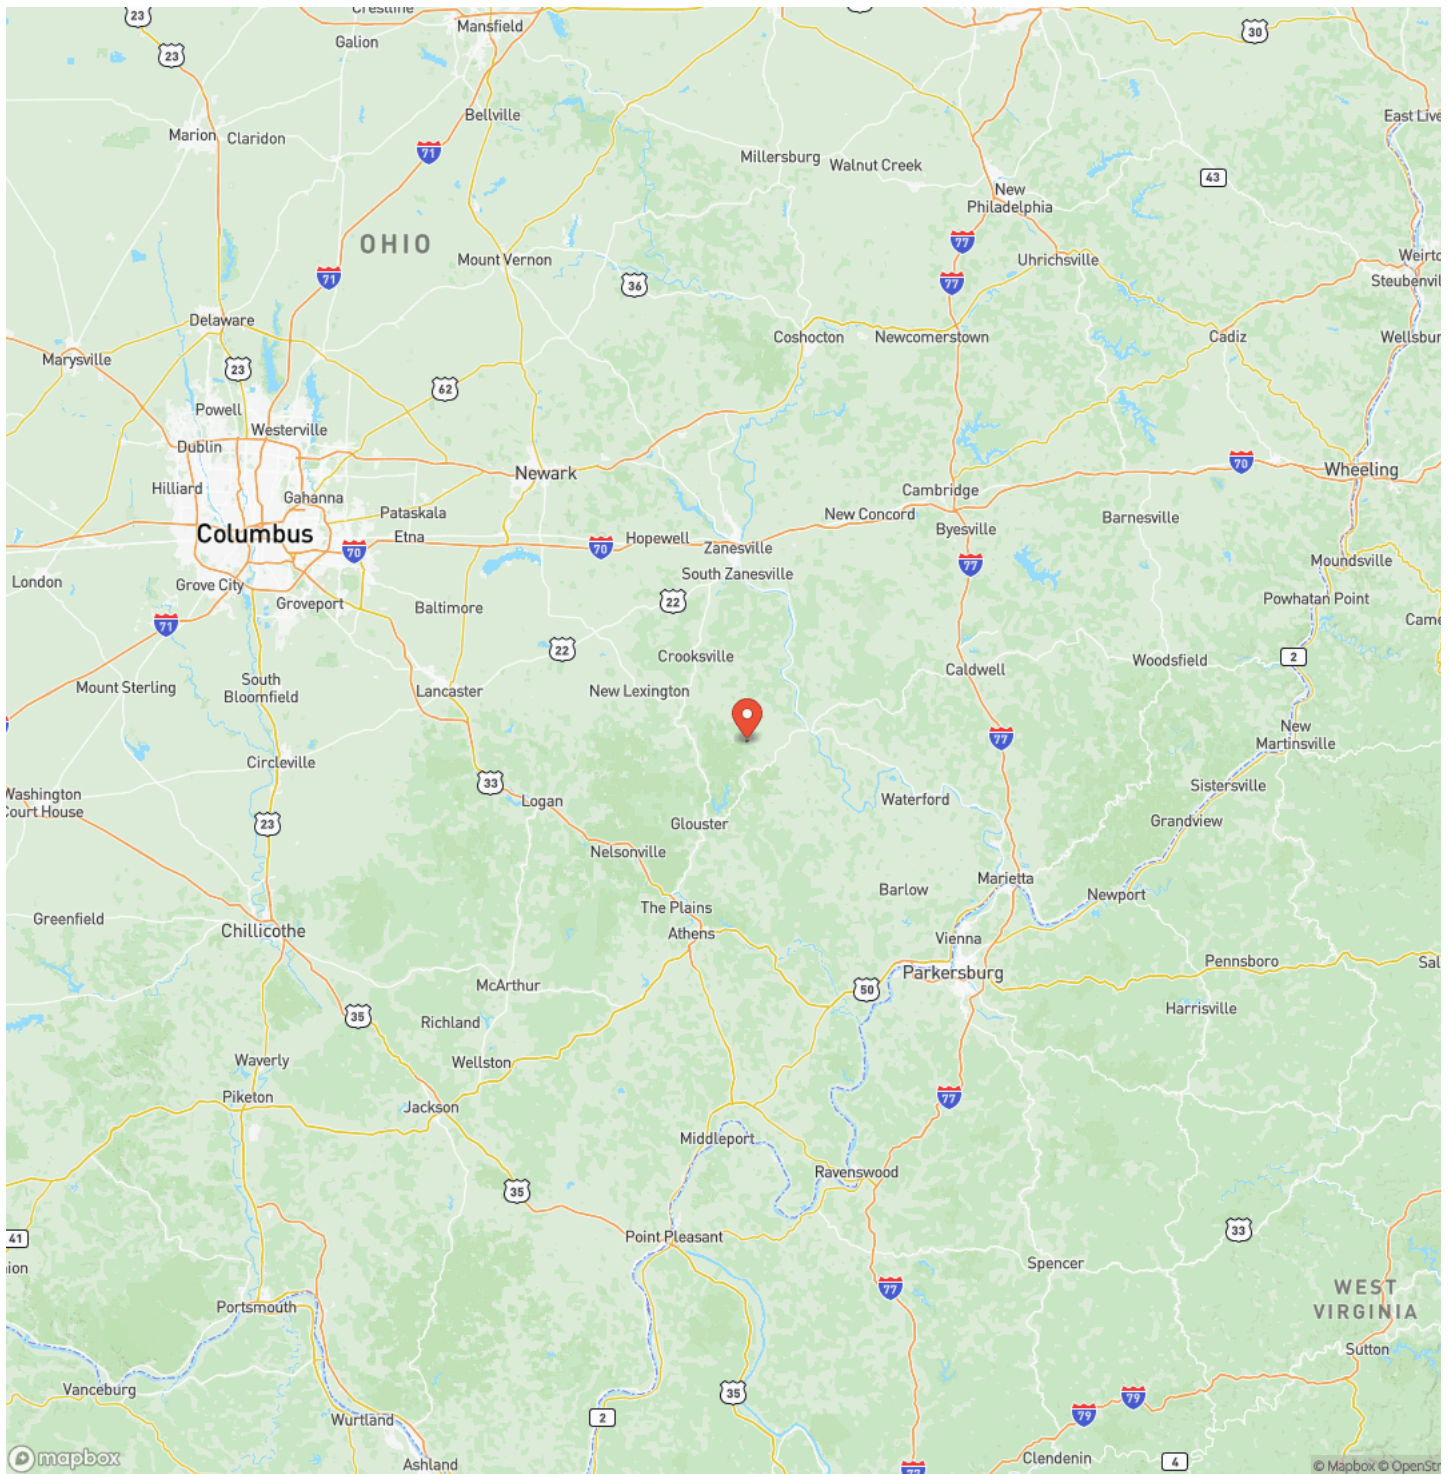 Crestline
23
Mansfield
30
Galion
23
Bellville
East Live
Marion
Claridon
71
Millersburg
Walnut Creek
43
New
Philadelphia
OHIO
77
Mount Vernon
Uhrichsville
Weirto
71
77
Steubenvil
36
Delaware
Coshocton
Newcomerstown
Cadiz
Wellsbur
Marysville
23
62
Powell
Westerville
Dublin
Newark
70
Wheeling
Hilliard
Gahanna
Cambridge
Pataskala
New Concord
Barnesville
Columbus
Etna
Hopewell
Byesville
70
70
Zanesville
77
Moundsville
London
Grove City
South Zanesville
Groveport
Baltimore
22
Powhatan Point
71
Came
22
Crooksville
Caldwell
Woodsfield
2
Mount Sterling
South
Bloomfield
Lancaster
New Lexington
New
Martinsville
77
Circleville
33
Sistersville
Washington
Court House
Logan
Waterford
23
Glouster
Grandview
Nelsonville
Marietta
Barlow
Newport
Greenfield
The Plains
Chillicothe
Athens
Vienna
Parkersburg
Pennsboro
Sal
McArthur
50
Harrisville
35
Richland
Waverly
Wellston
Piketon
77
Jackson
Middleport
Ravenswood
35
41
Point Pleasant
33
nion
Spencer
77
WEST
VIRGINIA
Portsmouth
Sutton
Vanceburg
35
79
Wurtland
2
79
mapbox
Ashland
77
Clendenin
4
© Mapbox © OpenStr